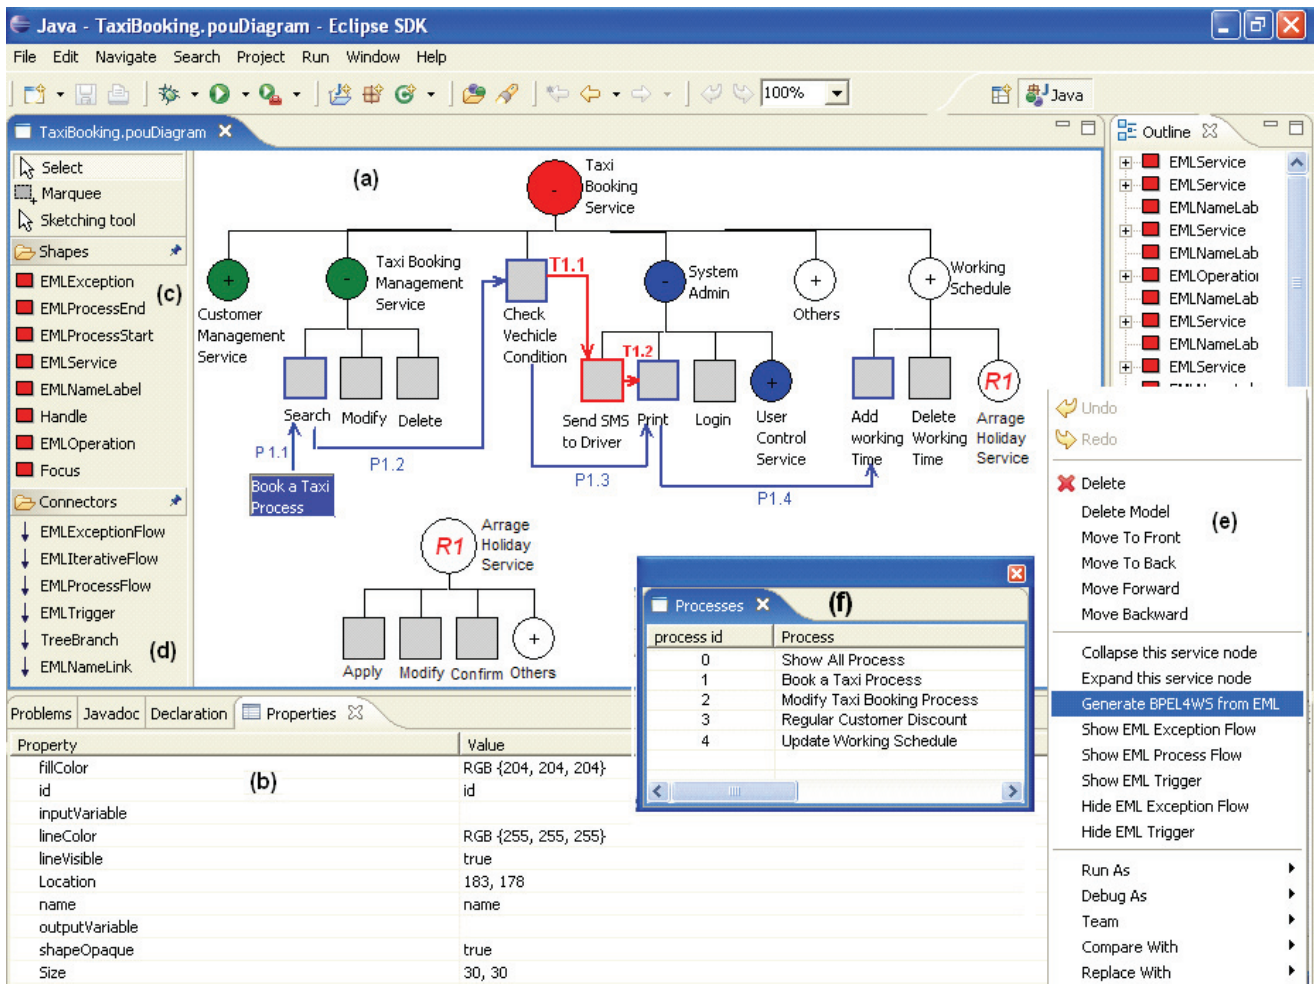 Java - TaxiBooking.pouDiagram - Eclipse SDK
File Edit Navigate Search Project Run Window Help
100%
Java
TaxiBooking.pouDiagram
Outline
Select
Marquee
Sketching tool
Shapes
EMLException
EMLProcessEnd
EMLProcessStart
EMLService
EMLNameLabel
Handle
EMLOperation
Focus
(c)
Connectors
EMLExceptionFlow
EMLIterativeFlow
EMLProcessFlow
EMLTrigger
TreeBranch
EMLNameLink
(d)
(a)
Taxi
Booking
Service
-
+
Customer
Management
Service
-
Taxi Booking
Management
Service
Search
Modify
Delete
Check
Vechicle
Condition
T1.1
-
System
Admin
T1.2
Send SMS
to Driver
Print
Login
+
User
Control
Service
+
Others
+
Working
Schedule
Add
working
Time
Delete
Working
Time
R1
Arrage
Holiday
Service
P 1.1
P1.2
P1.3
P1.4
Book a Taxi
Process
R1
Arrage
Holiday
Service
+
Apply
Modify
Confirm
Others
EMLService
EMLService
EMLNameLab
EMLService
EMLNameLab
EMLOperatio
EMLNameLab
EMLService
EMLNameLab
EMLService
Undo
Redo
Delete
Delete Model
(e)
Move To Front
Move To Back
Move Forward
Move Backward
Collapse this service node
Expand this service node
Generate BPEL4WS from EML
Show EML Exception Flow
Show EML Process Flow
Show EML Trigger
Hide EML Exception Flow
Hide EML Trigger
Run As
Debug As
Team
Compare With
Replace With
Processes
(f)
process id Process
0 Show All Process
1 Book a Taxi Process
2 Modify Taxi Booking Process
3 Regular Customer Discount
4 Update Working Schedule
Problems Javadoc Declaration Properties
Property Value
(b)
fillColor RGB {204, 204, 204}
id id
inputVariable
lineColor RGB {255, 255, 255}
lineVisible true
Location 183, 178
name name
outputVariable
shapeOpaque true
Size 30, 30